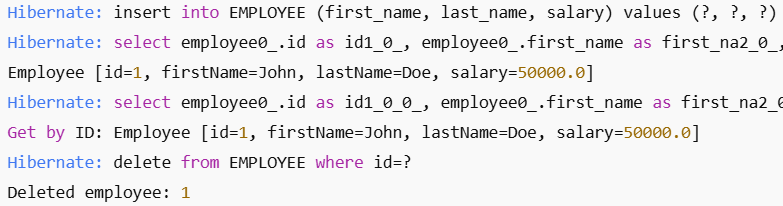 Hibernate: insert into EMPLOYEE (first_name, last_name, salary) values (?, ?, ?)
Hibernate: select employee0_.id as id1_0_, employee0_.first_name as first_na2_0_,
Employee [id=1, firstName=John, lastName=Doe, salary=50000.0]
Hibernate: select employee0_.id as id1_0_0_, employee0_.first_name as first_na2_0
Get by ID: Employee [id=1, firstName=John, lastName=Doe, salary=50000.0]
Hibernate: delete from EMPLOYEE where id=?
Deleted employee: 1